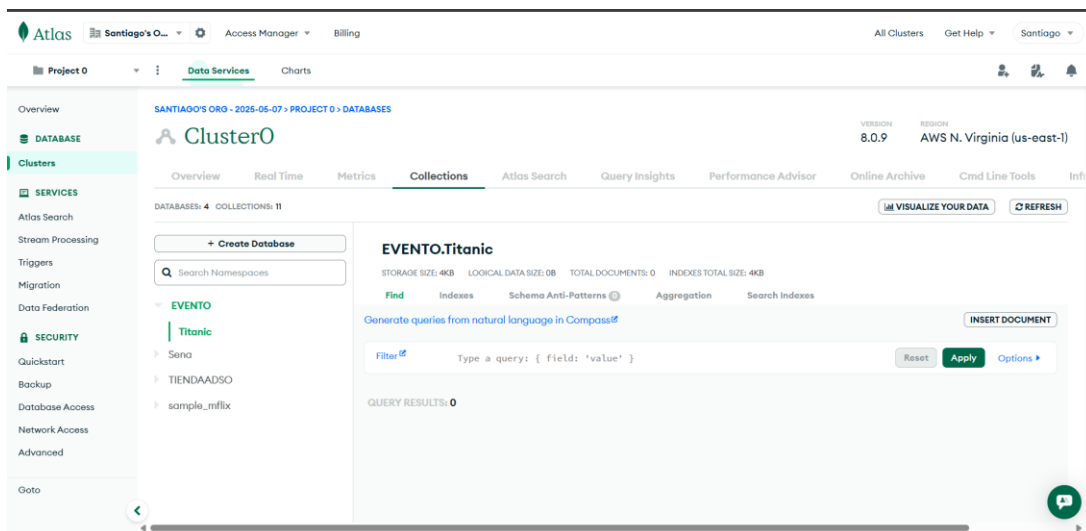 Atlas Santiago's O... Access Manager Billing All Clusters Get Help Santiago
Project 0 Data Services Charts
Overview
DATABASE
Clusters
SERVICES
Atlas Search
Stream Processing
Triggers
Migration
Data Federation
SECURITY
Quickstart
Backup
Database Access
Network Access
Advanced
Goto
SANTIAGO'S ORG - 2025-05-07 > PROJECT 0 > DATABASES
Cluster0
VERSION REGION
8.0.9 AWS N. Virginia (us-east-1)
Overview Real Time Metrics Collections Atlas Search Query Insights Performance Advisor Online Archive Cmd Line Tools
DATABASES: 4 COLLECTIONS: 11 VISUALIZE YOUR DATA REFRESH
+ Create Database
Search Namespaces
EVENTO
Titanic
Sena
TIENDAADSO
sample_mflix
EVENTO.Titanic
STORAGE SIZE: 4KB LOGICAL DATA SIZE: 0B TOTAL DOCUMENTS: 0 INDEXES TOTAL SIZE: 4KB
Find Indexes Schema Anti-Patterns 0 Aggregation Search Indexes
Generate queries from natural language in Compass INSERT DOCUMENT
Filter Type a query: { field: 'value' } Reset Apply Options
QUERY RESULTS: 0